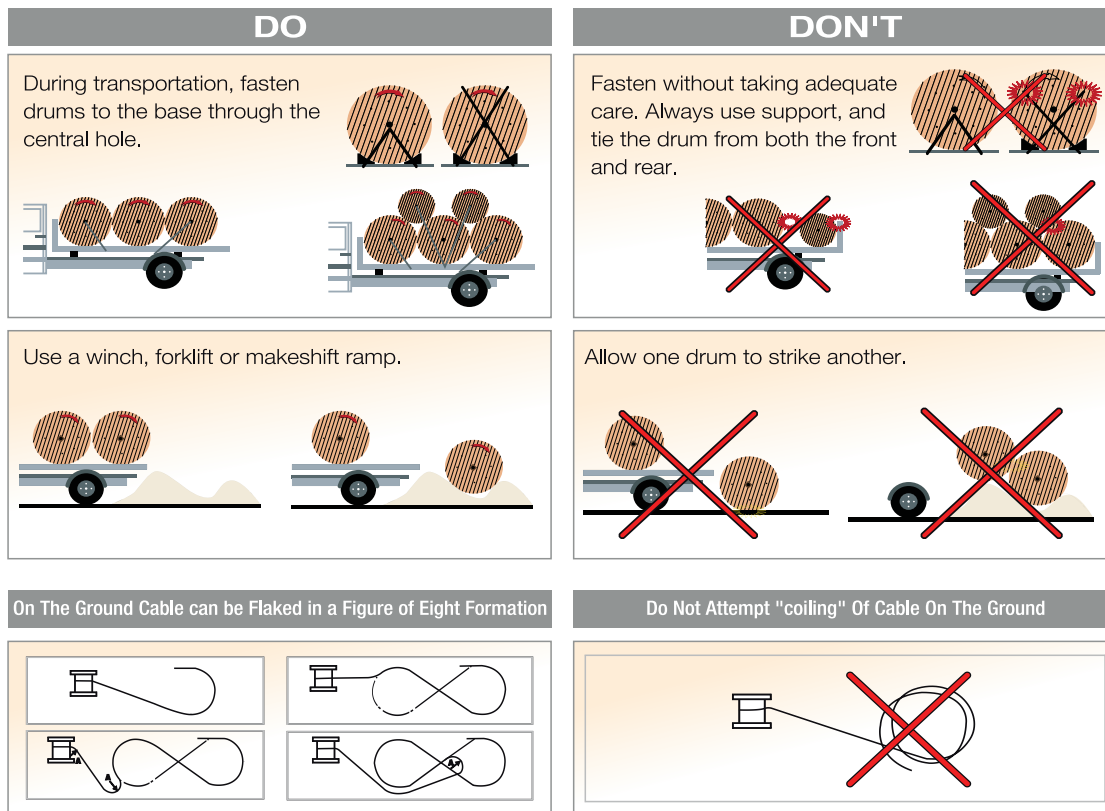 DO
During transportation, fasten
drums to the base through the
central hole.
Use a winch, forklift or makeshift ramp.
On The Ground Cable can be Flaked in a Figure of Eight Formation
A
A
A
DON'T
Fasten without taking adequate
care. Always use support, and
tie the drum from both the front
and rear.
Allow one drum to strike another.
Do Not Attempt "coiling" Of Cable On The Ground